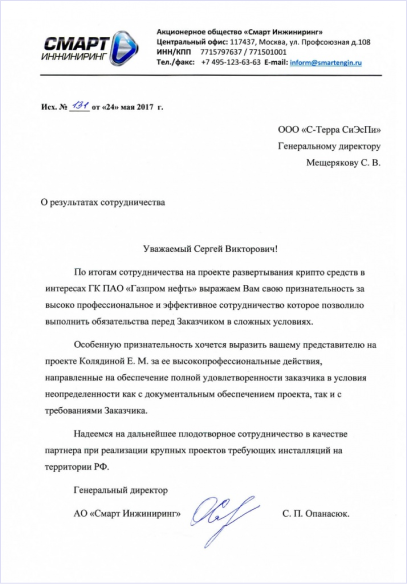 СМАРТ
ИНЖИНИРИНГ
Акционерное общество «Смарт Инжиниринг»
Центральный офис: 117437, Москва, ул. Профсоюзная д.108
ИНН/КПП 7715797637 / 771501001
Тел./факс: +7 495-123-63-63 E-mail: inform@smartengin.ru
Исх. № 131 от «24» мая 2017 г.
ООО «С-Терра СиЭсПи»
Генеральному директору
Мещерякову С. В.
О результатах сотрудничества
Уважаемый Сергей Викторович!
По итогам сотрудничества на проекте развертывания крипто средств в
интересах ГК ПАО «Газпром нефть» выражаем Вам свою признательность за
высоко профессиональное и эффективное сотрудничество которое позволило
выполнить обязательства перед Заказчиком в сложных условиях.
Особенную признательность хочется выразить вашему представителю на
проекте Колядиной Е. М. за ее высокопрофессиональные действия,
направленные на обеспечение полной удовлетворенности заказчика в условия
неопределенности как с документальным обеспечением проекта, так и с
требованиями Заказчика.
Надеемся на дальнейшее плодотворное сотрудничество в качестве
партнера при реализации крупных проектов требующих инсталляций на
территории РФ.
Генеральный директор
АО «Смарт Инжиниринг» С. П. Опанасюк.